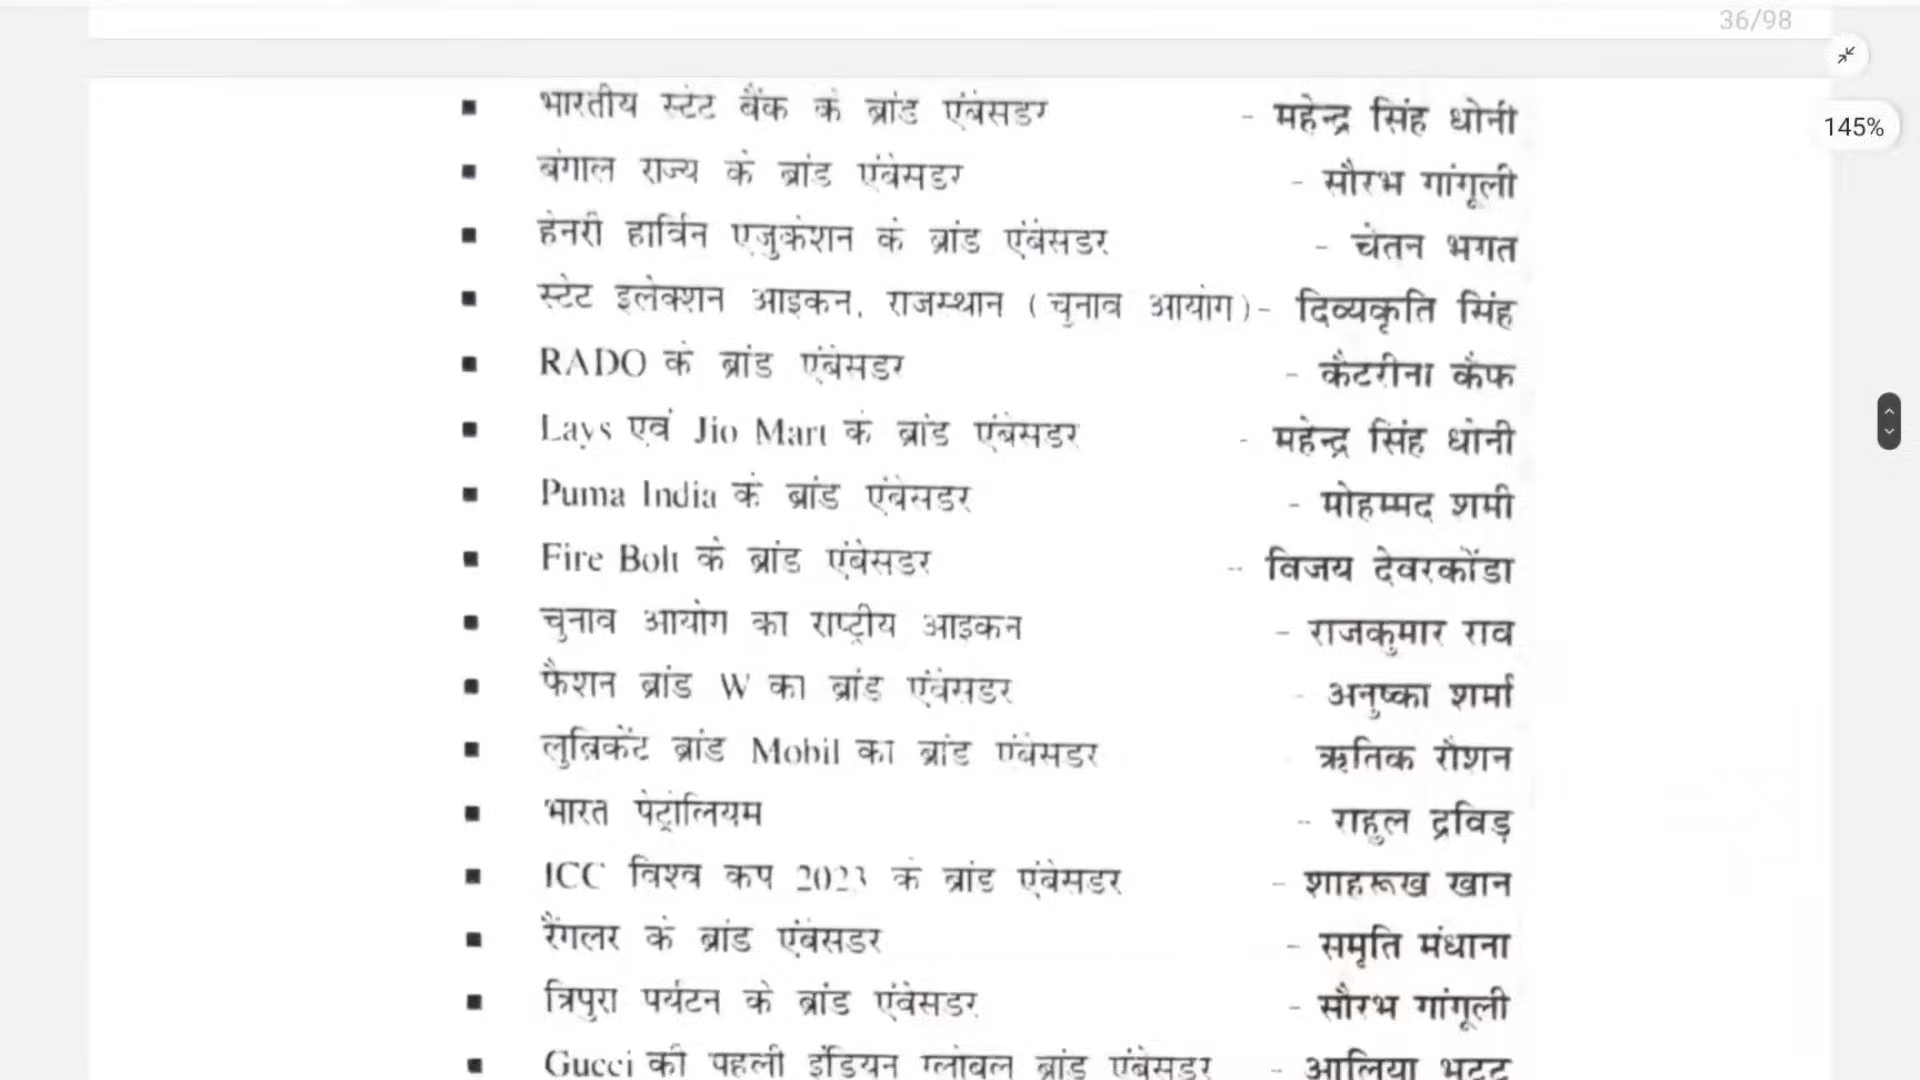 36/98
145%
▪ भारतीय स्टेट बैंक के ब्रांड एंबेसडर - महेन्द्र सिंह धोनी
▪ बंगाल राज्य के ब्रांड एंबेसडर - सौरभ गांगूली
▪ हेनरी हार्विन एजुकेशन के ब्रांड एंबेसडर - चेतन भगत
▪ स्टेट इलेक्शन आइकन, राजस्थान (चुनाव आयोग)- दिव्यकृति सिंह
▪ RADO के ब्रांड एंबेसडर - कैटरीना कैफ
▪ Lays एवं Jio Mart के ब्रांड एंबेसडर - महेन्द्र सिंह धोनी
▪ Puma India के ब्रांड एंबेसडर - मोहम्मद शमी
▪ Fire Bolt के ब्रांड एंबेसडर -- विजय देवरकोंडा
▪ चुनाव आयोग का राष्ट्रीय आइकन - राजकुमार राव
▪ फैशन ब्रांड W का ब्रांड एंबेसडर - अनुष्का शर्मा
▪ लुब्रिकेंट ब्रांड Mobil का ब्रांड एंबेसडर ऋतिक रौशन
▪ भारत पेट्रोलियम -- राहुल द्रविड़
▪ ICC विश्व कप 2023 के ब्रांड एंबेसडर - शाहरूख खान
▪ रैंगलर के ब्रांड एंबेसडर - समृति मंधाना
▪ त्रिपुरा पर्यटन के ब्रांड एंबेसडर - सौरभ गांगूली
▪ Gucci की पहली इंडियन ग्लोबल ब्रांड एंबेसडर - आलिया भट्ट